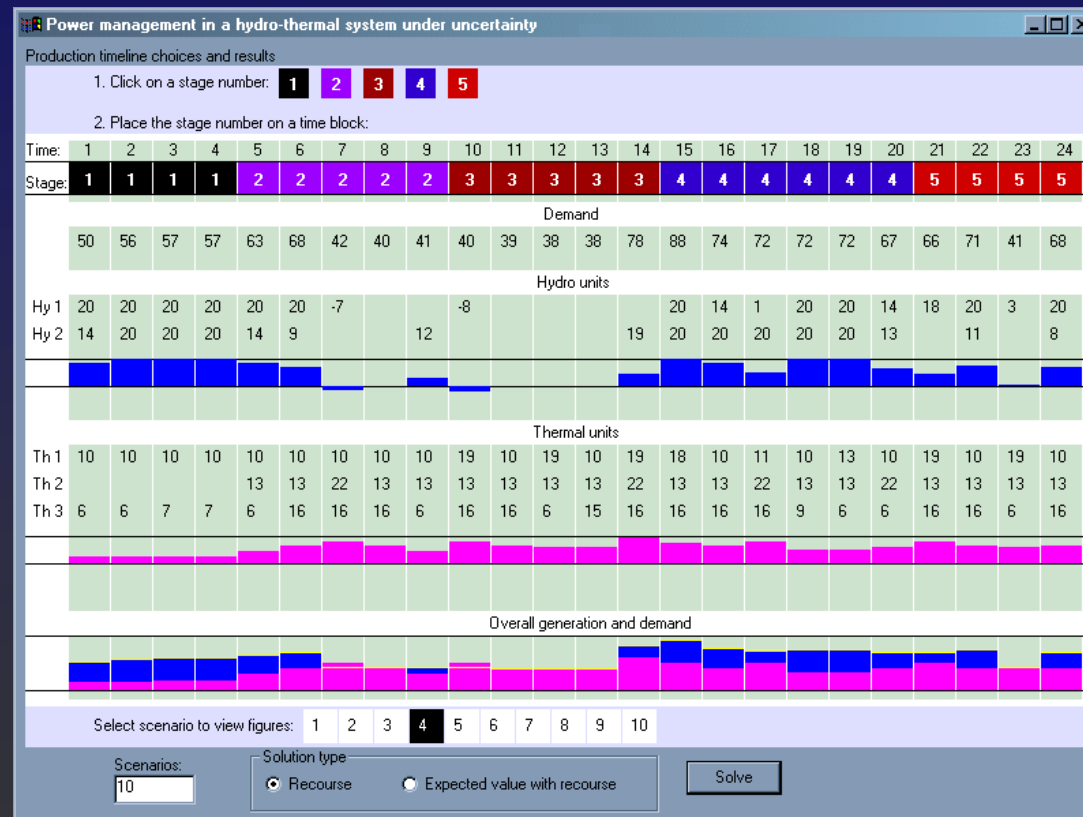 Power management in a hydro-thermal system under uncertainty
Production timeline choices and results
1. Click on a stage number: 1 2 3 4 5
2. Place the stage number on a time block:
Time: 1 2 3 4 5 6 7 8 9 10 11 12 13 14 15 16 17 18 19 20 21 22 23 24
Stage: 1 1 1 1 2 2 2 2 2 3 3 3 3 3 4 4 4 4 4 4 5 5 5 5
Demand
50 56 57 57 63 68 42 40 41 40 39 38 38 78 88 74 72 72 72 67 66 71 41 68
Hydro units
Hy 1 20 20 20 20 20 20 -7 -8 20 14 1 20 20 14 18 20 3 20
Hy 2 14 20 20 20 14 9 12 19 20 20 20 20 20 13 11 8
Thermal units
Th 1 10 10 10 10 10 10 10 10 10 19 10 19 10 19 18 10 11 10 13 10 19 10 19 10
Th 2 13 13 22 13 13 13 13 13 13 22 13 13 22 13 13 22 13 13 13 13
Th 3 6 6 7 7 6 16 16 16 6 16 16 6 15 16 16 16 16 9 6 6 16 16 6 16
Overall generation and demand
Select scenario to view figures: 1 2 3 4 5 6 7 8 9 10
Scenarios:
10
Solution type
Recourse Expected value with recourse
Solve